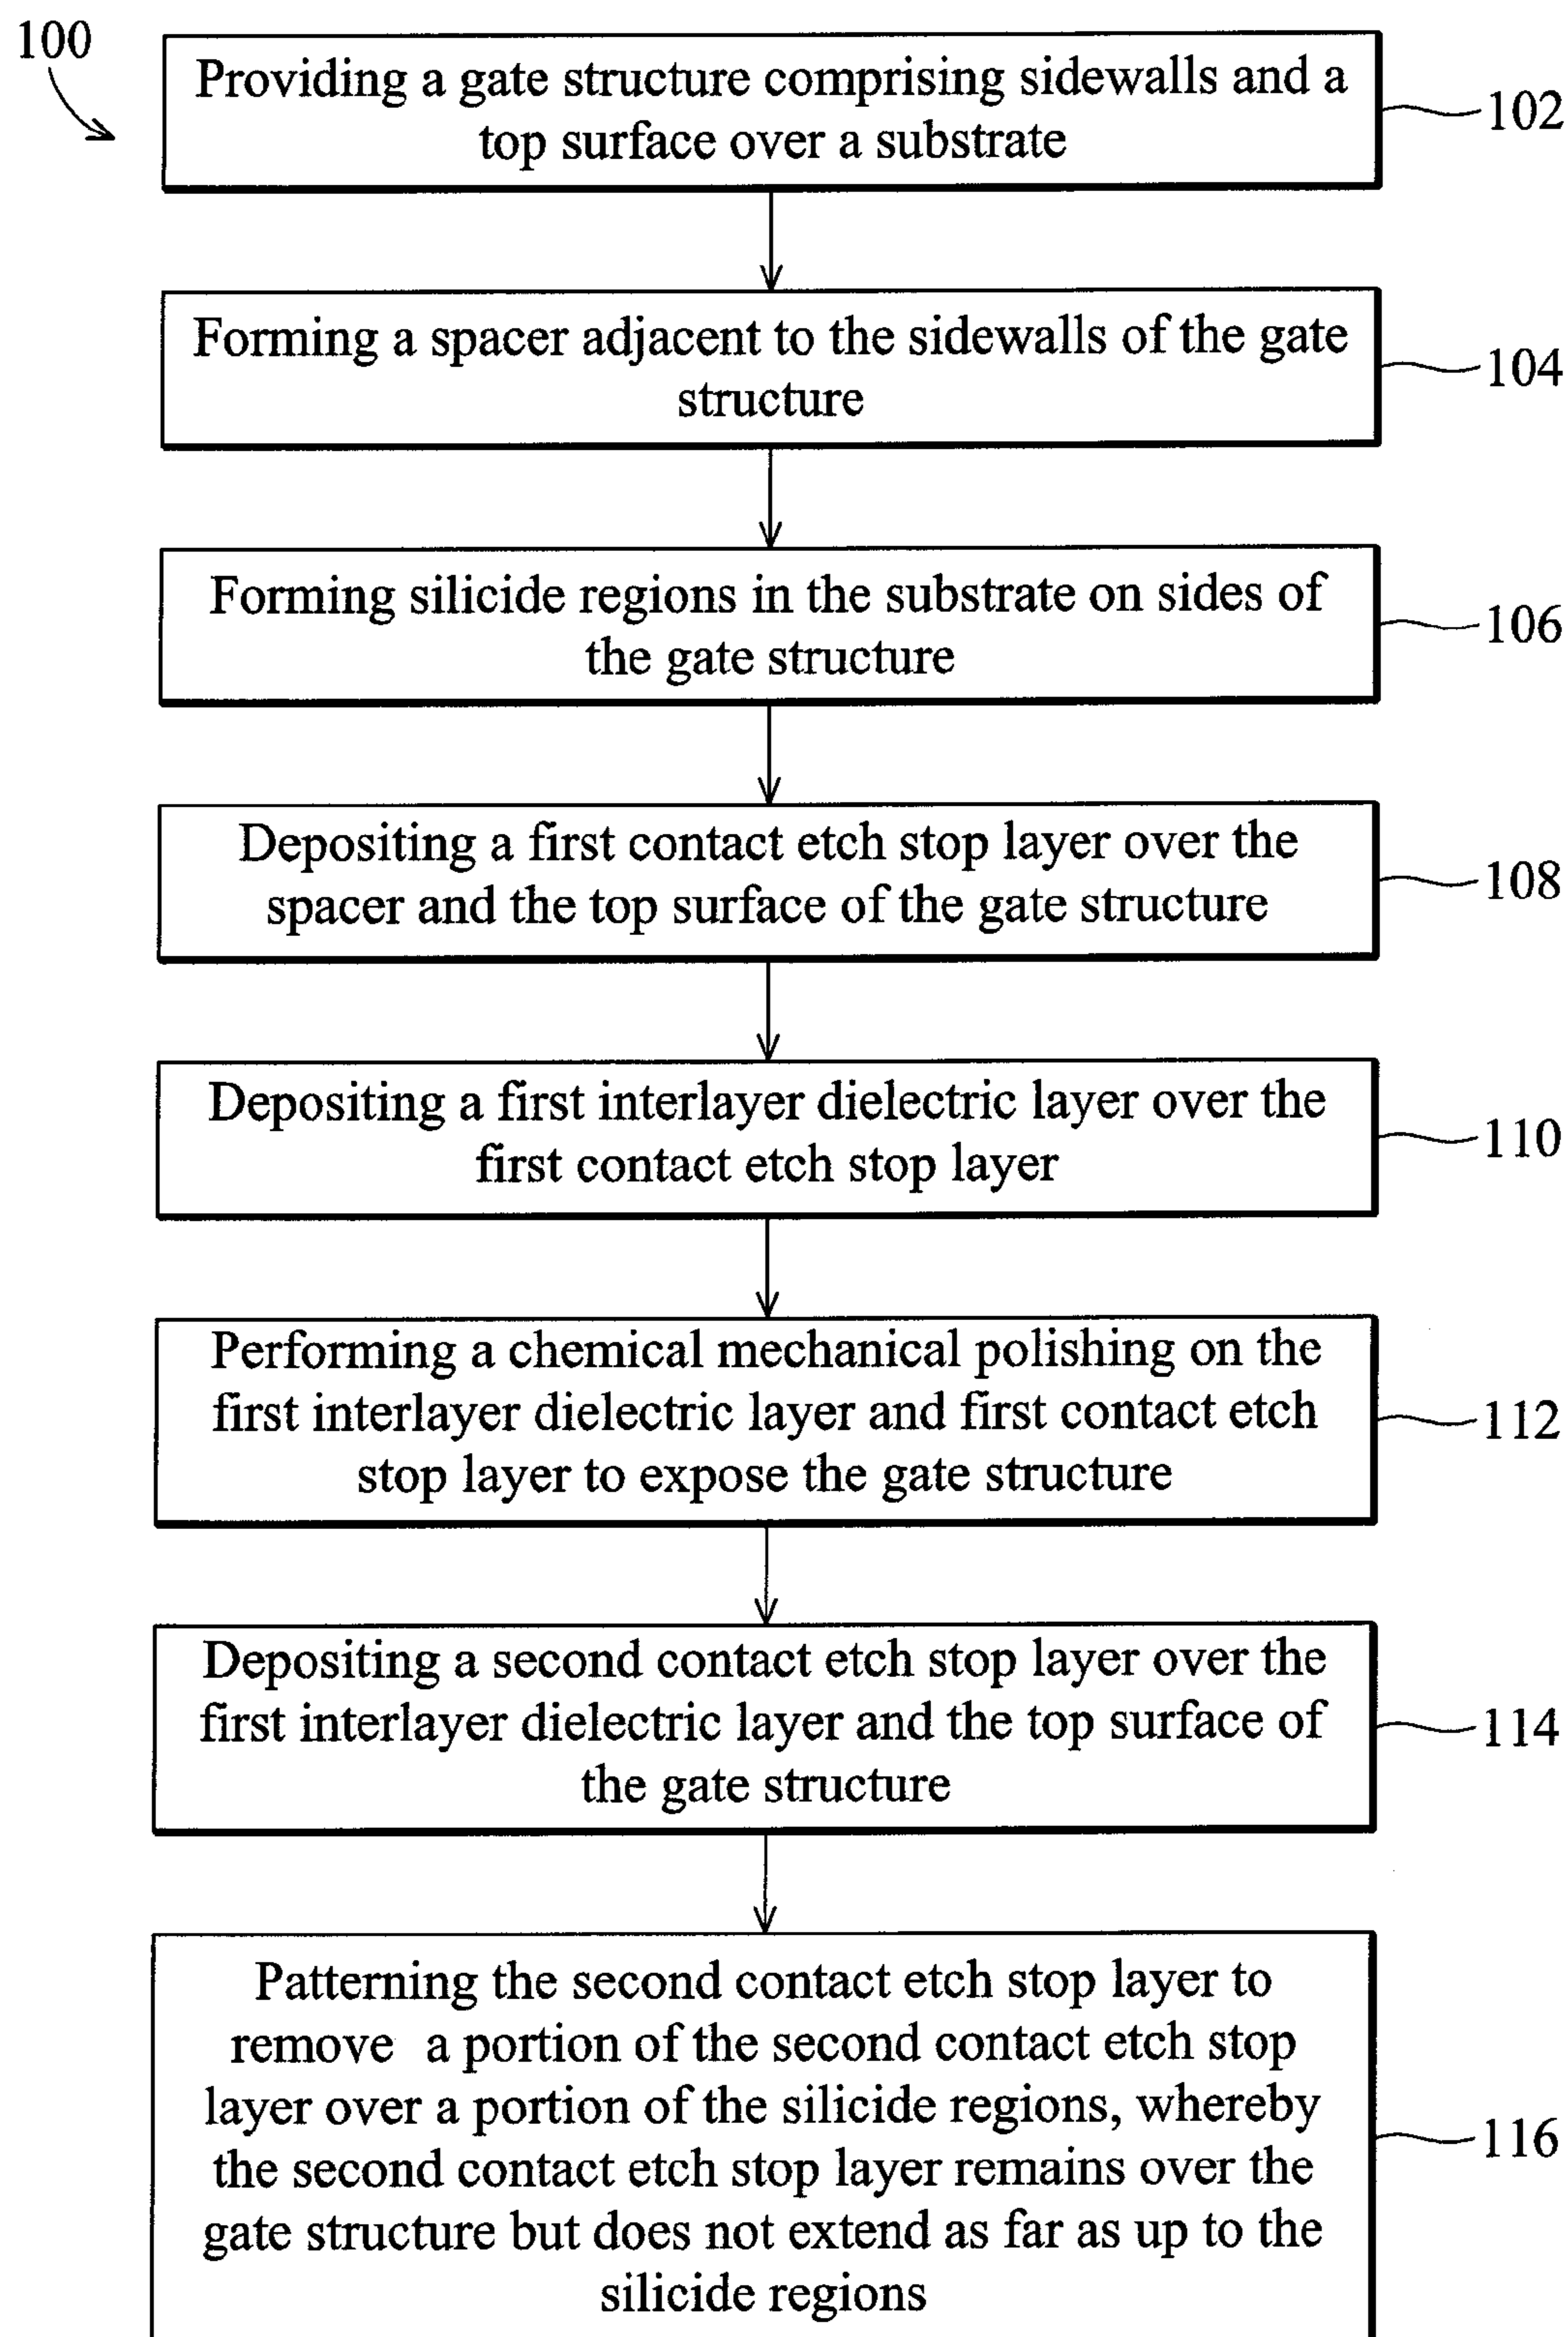 100
Providing a gate structure comprising sidewalls and a
top surface over a substrate
102
Forming a spacer adjacent to the sidewalls of the gate
structure
104
Forming silicide regions in the substrate on sides of
the gate structure
106
Depositing a first contact etch stop layer over the
spacer and the top surface of the gate structure
108
Depositing a first interlayer dielectric layer over the
first contact etch stop layer
110
Performing a chemical mechanical polishing on the
first interlayer dielectric layer and first contact etch
stop layer to expose the gate structure
112
Depositing a second contact etch stop layer over the
first interlayer dielectric layer and the top surface of
the gate structure
114
Patterning the second contact etch stop layer to
remove a portion of the second contact etch stop
layer over a portion of the silicide regions, whereby
the second contact etch stop layer remains over the
gate structure but does not extend as far as up to the
silicide regions
116